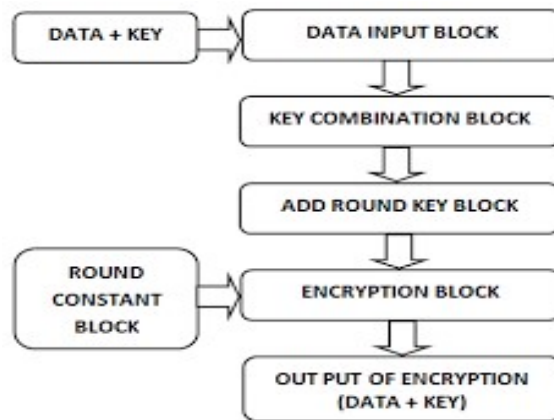 DATA + KEY
DATA INPUT BLOCK
KEY COMBINATION BLOCK
ADD ROUND KEY BLOCK
ROUND
CONSTANT
BLOCK
ENCRYPTION BLOCK
OUT PUT OF ENCRYPTION
(DATA + KEY)